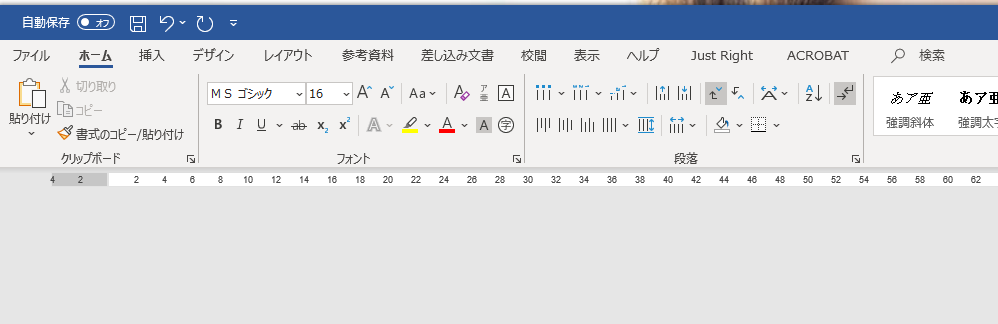 自動保存 オフ
ファイル ホーム 挿入 デザイン レイアウト 参考資料 差し込み文書 校閲 表示 ヘルプ Just Right ACROBAT 検索
貼り付け
切り取り
コピー
書式のコピー/貼り付け
クリップボード
ＭＳ ゴシック 16 A A Aa A ア亜 A
B I U ab x₂ x² A A A 字
フォント
A Z
段落
あア亜 あア亜
強調斜体 強調太字
4 2 2 4 6 8 10 12 14 16 18 20 22 24 26 28 30 32 34 36 38 40 42 44 46 48 50 52 54 56 58 60 62